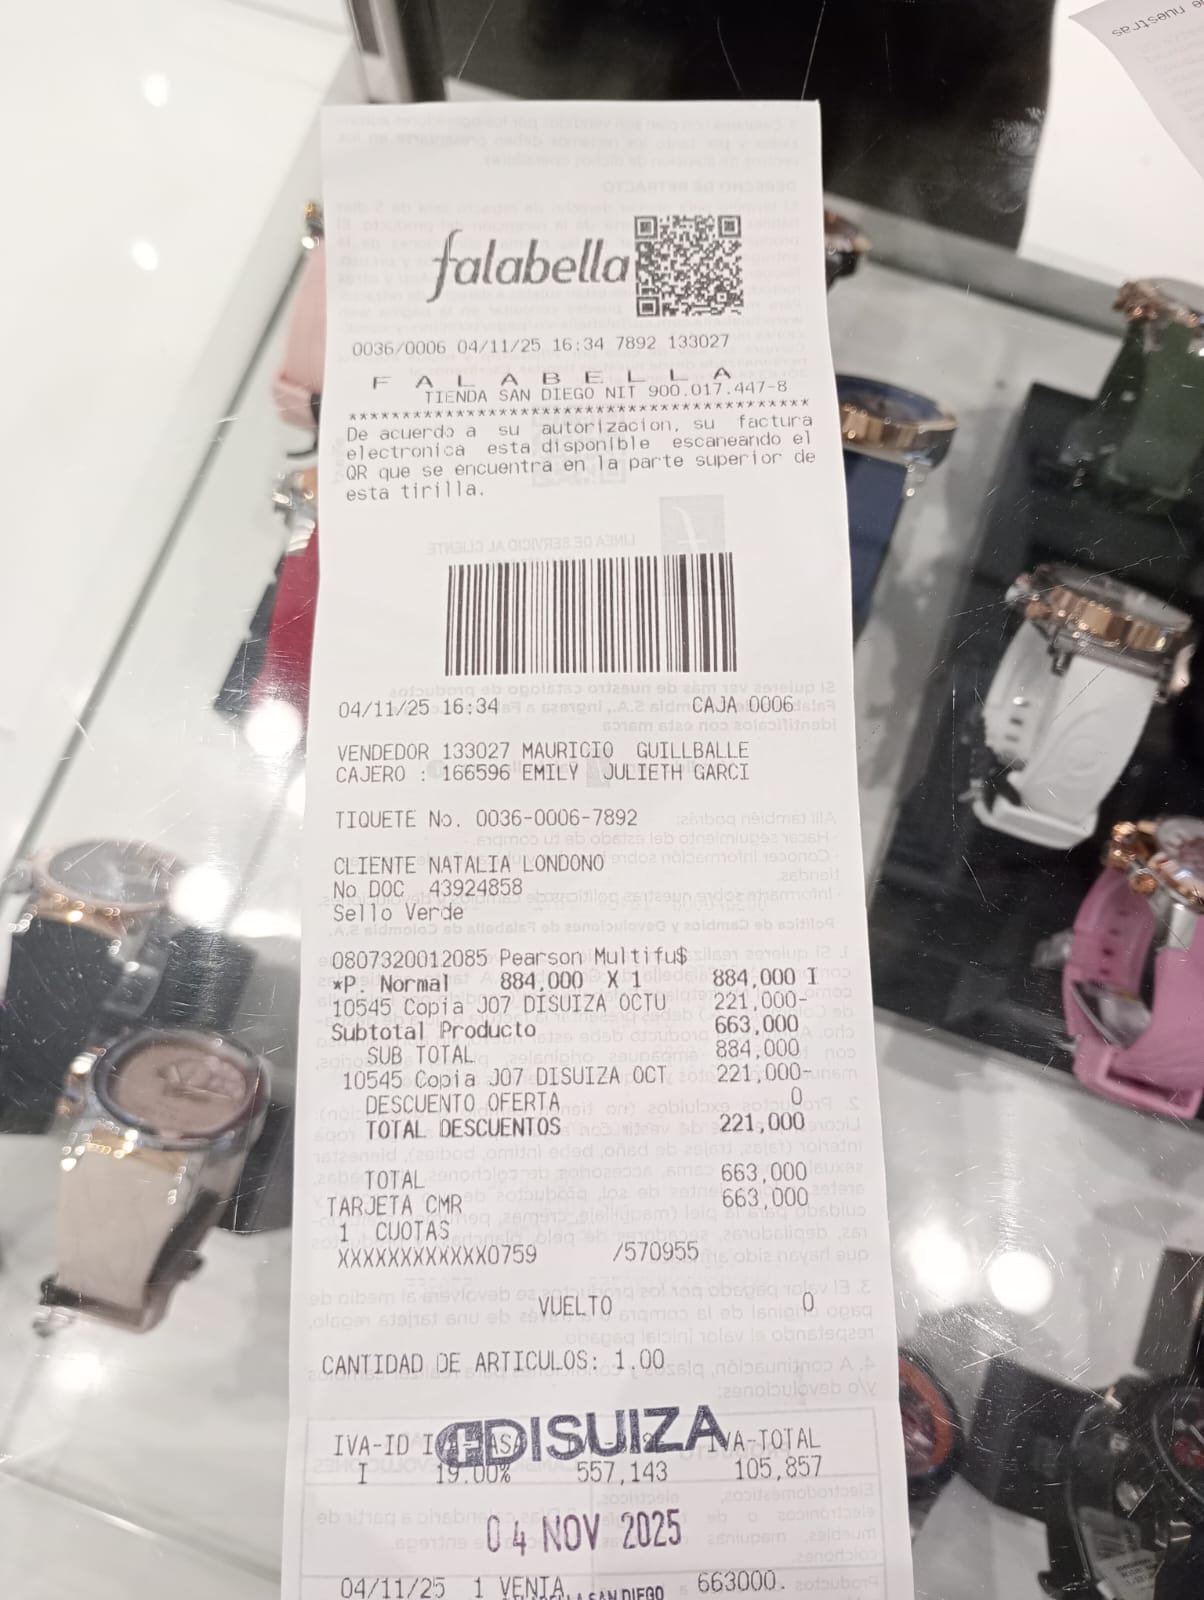 falabella
0036/0006 04/11/25 16:34 7892 133027
F A L A B E L L A
TIENDA SAN DIEGO NIT 900.017.447-8
********************************************
De acuerdo a su autorizacion, su factura
electronica esta disponible escaneando el
QR que se encuentra en la parte superior de
esta tirilla.
04/11/25 16:34 CAJA 0006
VENDEDOR 133027 MAURICIO GUILLBALLE
CAJERO : 166596 EMILY JULIETH GARCI
TIQUETE No. 0036-0006-7892
CLIENTE NATALIA LONDONO
No DOC 43924858
Sello Verde
0807320012085 Pearson Multifu$
*P. Normal 884,000 X 1 884,000 I
10545 Copia J07 DISUIZA OCTU 221,000-
Subtotal Producto 663,000
SUB TOTAL 884,000
10545 Copia J07 DISUIZA OCT 221,000-
DESCUENTO OFERTA 0
TOTAL DESCUENTOS 221,000
TOTAL 663,000
TARJETA CMR 663,000
1 CUOTAS
XXXXXXXXXXXX0759 /570955
VUELTO 0
CANTIDAD DE ARTICULOS: 1.00
DISUIZA
IVA-ID IVA-TOTAL
I 19.00% 557,143 105,857
04 NOV 2025
04/11/25 1 VENTA 663000.
SAN DIEGO